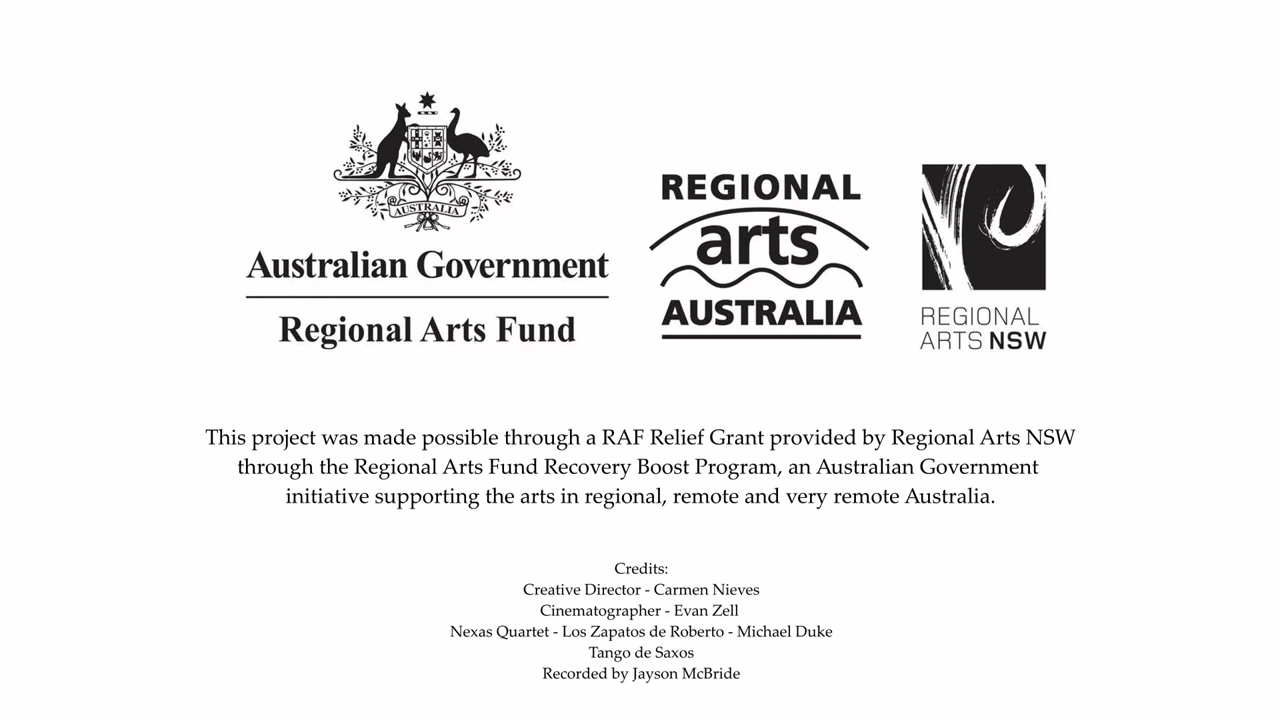 AUSTRALIA
Australian Government
Regional Arts Fund
REGIONAL
arts
AUSTRALIA
REGIONAL
ARTS NSW
This project was made possible through a RAF Relief Grant provided by Regional Arts NSW
through the Regional Arts Fund Recovery Boost Program, an Australian Government
initiative supporting the arts in regional, remote and very remote Australia.
Credits:
Creative Director - Carmen Nieves
Cinematographer - Evan Zell
Nexas Quartet - Los Zapatos de Roberto - Michael Duke
Tango de Saxos
Recorded by Jayson McBride